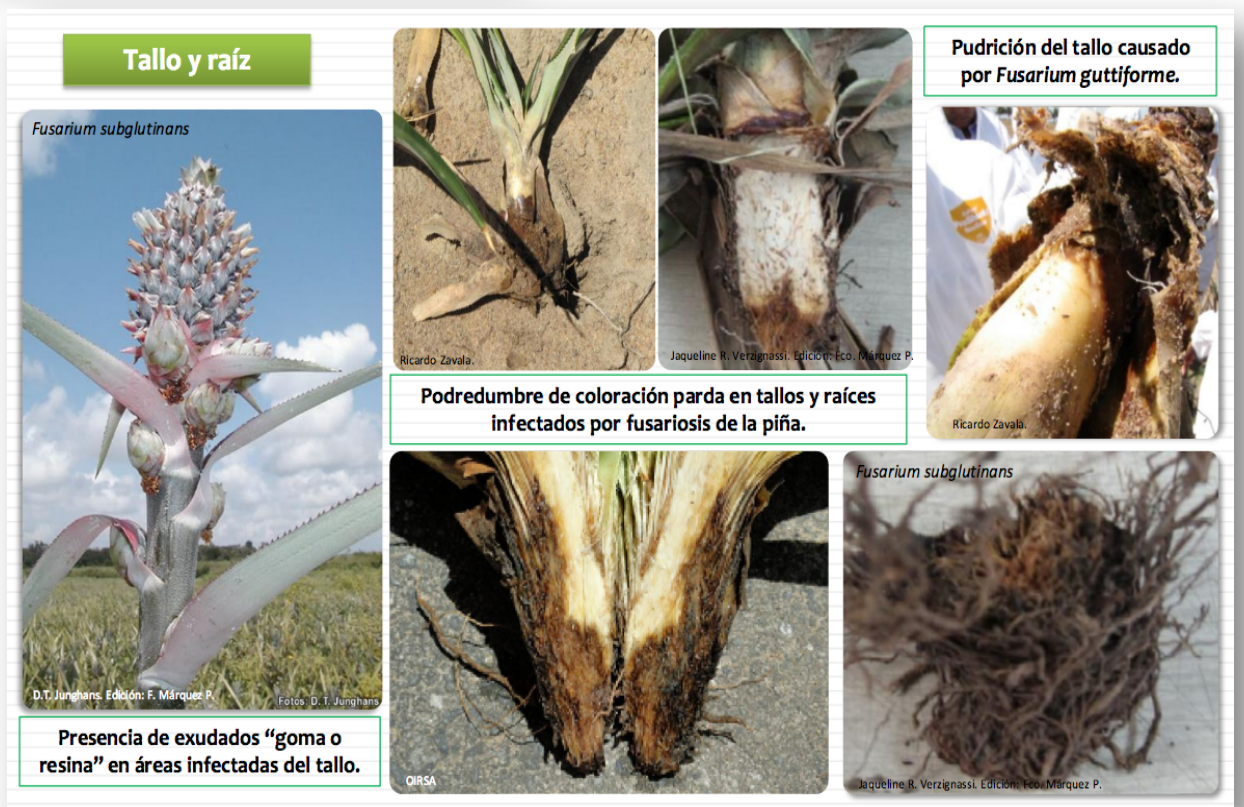 Tallo y raíz
Fusarium subglutinans
D.T. Junghans. Edición: F. Márquez P.
Fotos: D. T. Junghans
Presencia de exudados “goma o
resina” en áreas infectadas del tallo.
Ricardo Zavala.
Jaqueline R. Verzignassi. Edición: Fco. Márquez P.
Podredumbre de coloración parda en tallos y raíces
infectados por fusariosis de la piña.
OIRSA
Pudrición del tallo causado
por Fusarium guttiforme.
Ricardo Zavala.
Fusarium subglutinans
Jaqueline R. Verzignassi. Edición: Fco. Márquez P.